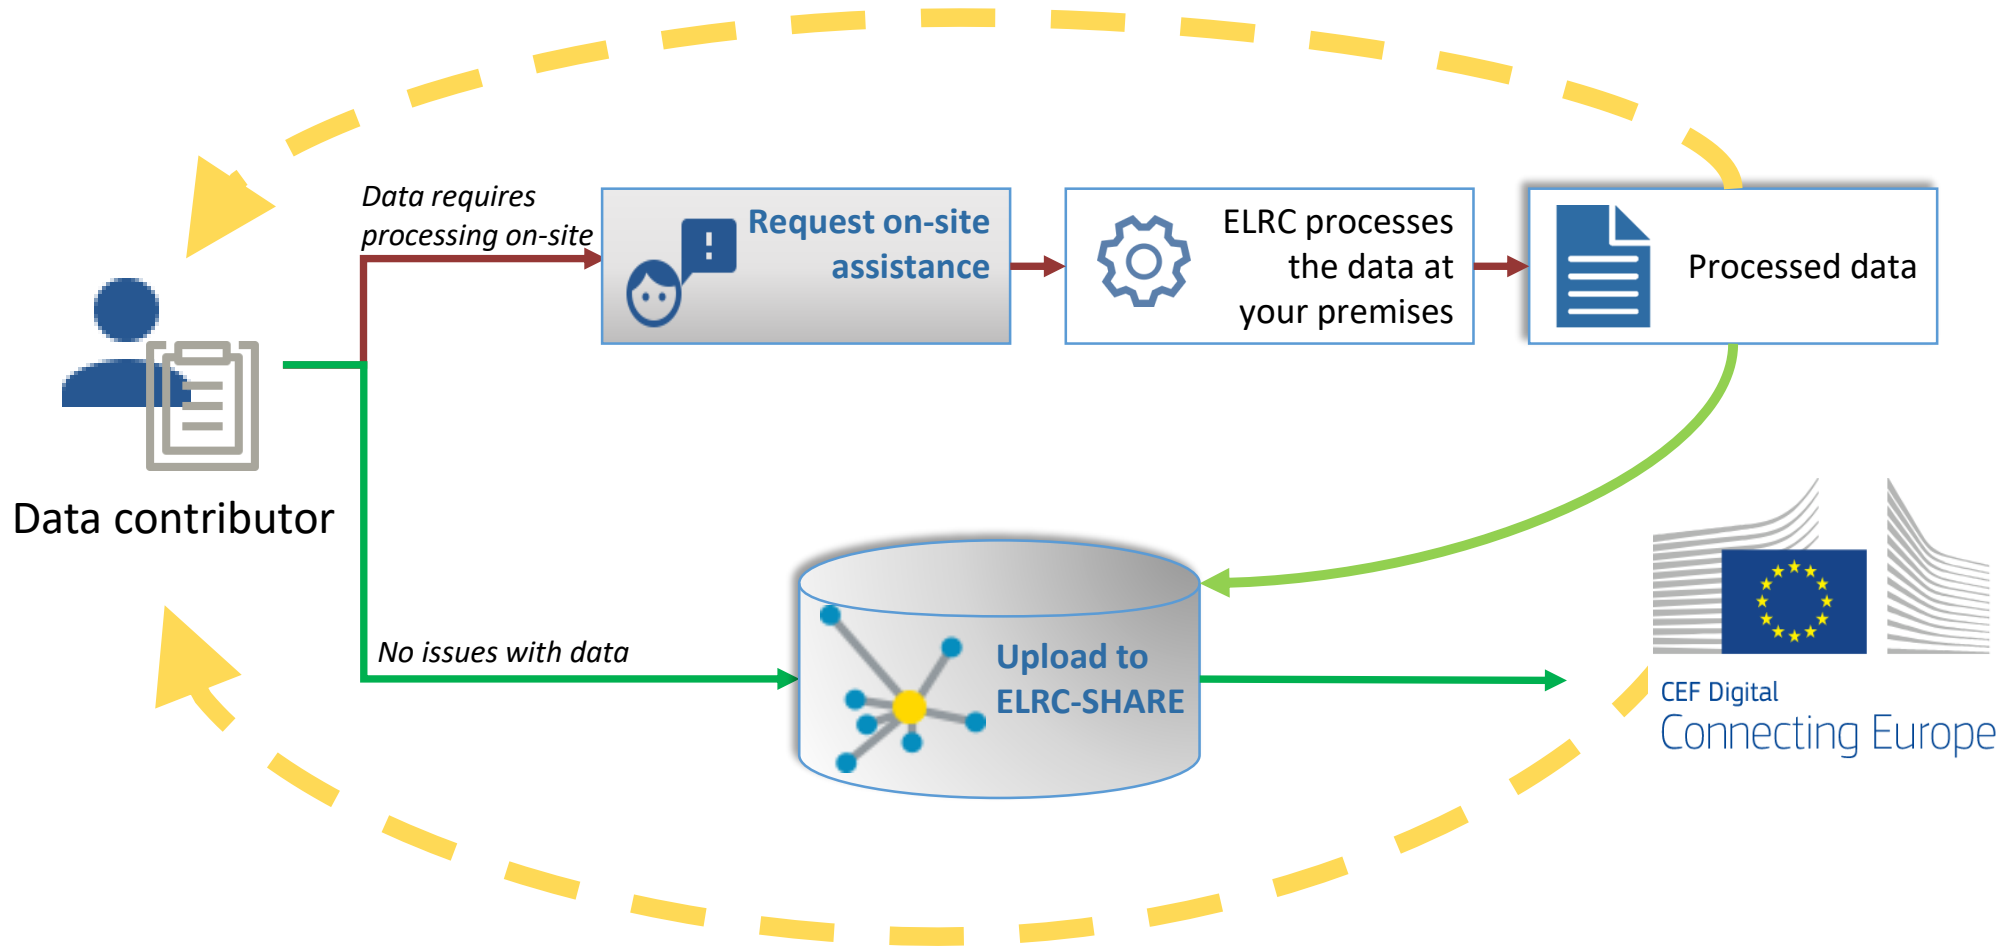 Data requires
processing on-site
Request on-site
assistance
ELRC processes
the data at
your premises
Processed data
Data contributor
No issues with data
Upload to
ELRC-SHARE
CEF Digital
Connecting Europe